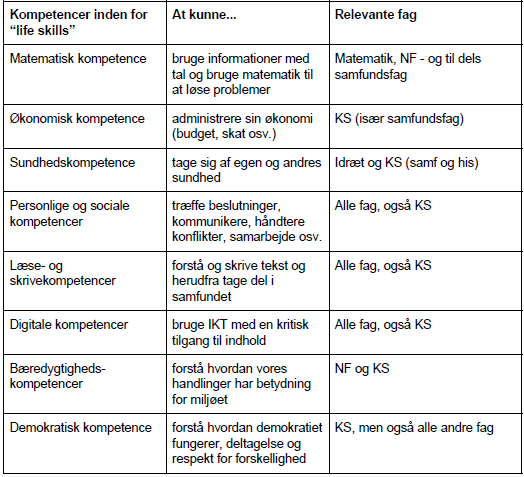 Kompetencer inden for
“life skills”
At kunne...
Relevante fag
Matematisk kompetence
bruge informationer med
tal og bruge matematik til
at løse problemer
Matematik, NF - og til dels
samfundsfag
Økonomisk kompetence
administrere sin økonomi
(budget, skat osv.)
KS (især samfundsfag)
Sundhedskompetence
tage sig af egen og andres
sundhed
Idræt og KS (samf og his)
Personlige og sociale
kompetencer
træffe beslutninger,
kommunikere, håndtere
konflikter, samarbejde osv.
Alle fag, også KS
Læse- og
skrivekompetencer
forstå og skrive tekst og
herudfra tage del i
samfundet
Alle fag, også KS
Digitale kompetencer
bruge IKT med en kritisk
tilgang til indhold
Alle fag, også KS
Bæredygtigheds-
kompetencer
forstå hvordan vores
handlinger har betydning
for miljøet
NF og KS
Demokratisk kompetence
forstå hvordan demokratiet
fungerer, deltagelse og
respekt for forskellighed
KS, men også alle andre fag